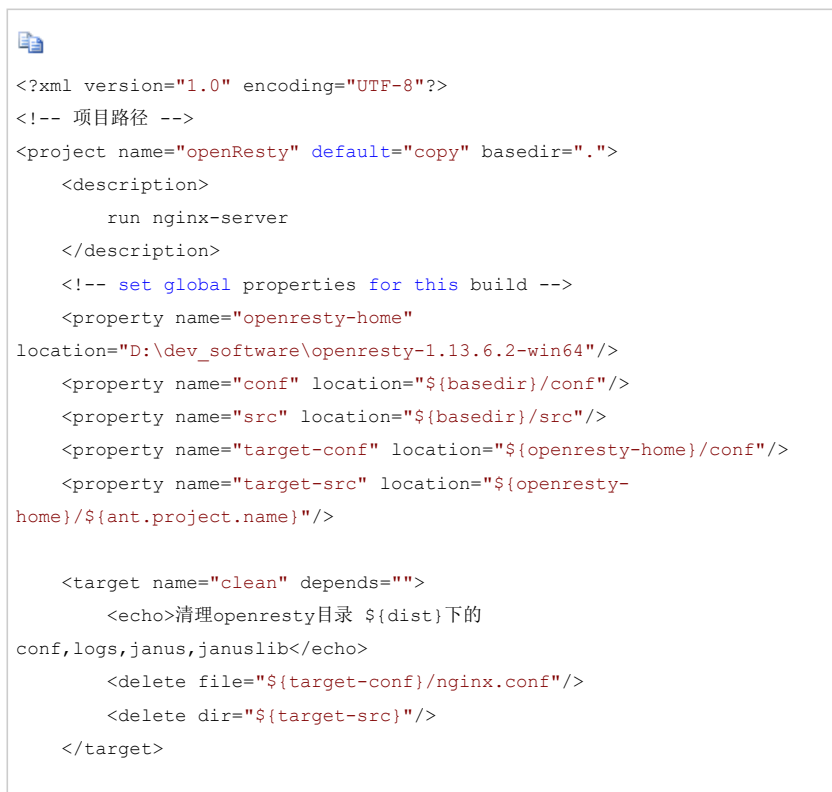 <?xml version="1.0" encoding="UTF-8"?>
<!-- 项目路径 -->
<project name="openResty" default="copy" basedir=".">
    <description>
        run nginx-server
    </description>
    <!-- set global properties for this build -->
    <property name="openresty-home"
location="D:\dev_software\openresty-1.13.6.2-win64"/>
    <property name="conf" location="${basedir}/conf"/>
    <property name="src" location="${basedir}/src"/>
    <property name="target-conf" location="${openresty-home}/conf"/>
    <property name="target-src" location="${openresty-
home}/${ant.project.name}"/>
    <target name="clean" depends="">
        <echo>清理openresty目录 ${dist}下的
conf,logs,janus,januslib</echo>
        <delete file="${target-conf}/nginx.conf"/>
        <delete dir="${target-src}"/>
    </target>